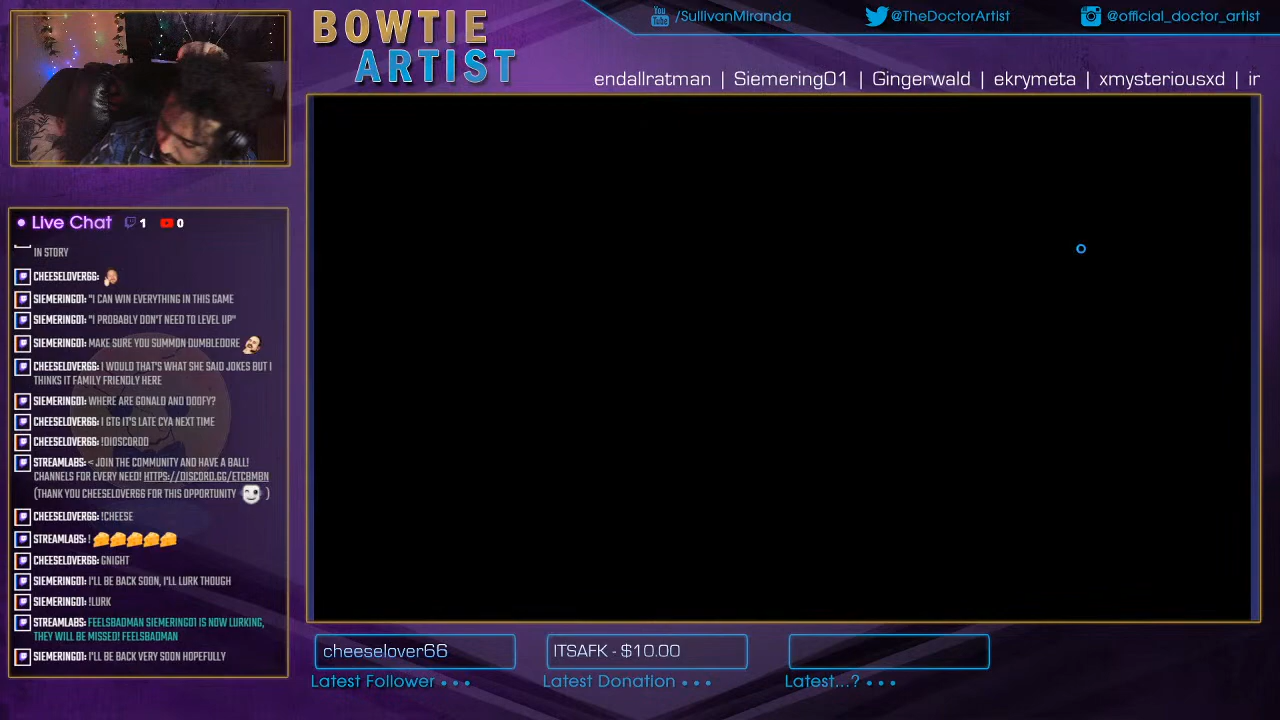 BOWTIE
ARTIST
/SullivanMiranda
@TheDoctorArtist
@official_doctor_artist
endallratman | Siemering01 | Gingerwald | ekrymeta | xmysteriousxd | ir
Live Chat 1 0
IN STORY
CHEESELOVER66:
SIEMERING01: "I CAN WIN EVERYTHING IN THIS GAME
SIEMERING01: "I PROBABLY DON'T NEED TO LEVEL UP"
SIEMERING01: MAKE SURE YOU SUMMON DUMBLEDORE
CHEESELOVER66: I WOULD THAT'S WHAT SHE SAID JOKES BUT I
THINKS IT FAMILY FRIENDLY HERE
SIEMERING01: WHERE ARE GONALD AND DOOFY?
CHEESELOVER66: I GTG IT'S LATE CYA NEXT TIME
CHEESELOVER66: !DIOSCORDD
STREAMLABS: < JOIN THE COMMUNITY AND HAVE A BALL!
CHANNELS FOR EVERY NEED! HTTPS://DISCORD.GG/ETCBMBN
(THANK YOU CHEESELOVER66 FOR THIS OPPORTUNITY )
CHEESELOVER66: !CHEESE
STREAMLABS: !
CHEESELOVER66: GNIGHT
SIEMERING01: I'LL BE BACK SOON, I'LL LURK THOUGH
SIEMERING01: !LURK
STREAMLABS: FEELSBADMAN SIEMERING01 IS NOW LURKING,
THEY WILL BE MISSED! FEELSBADMAN
SIEMERING01: I'LL BE BACK VERY SOON HOPEFULLY
cheeselover66
ITSAFK - $10.00
Latest Follower • • •
Latest Donation • • •
Latest...? • • •